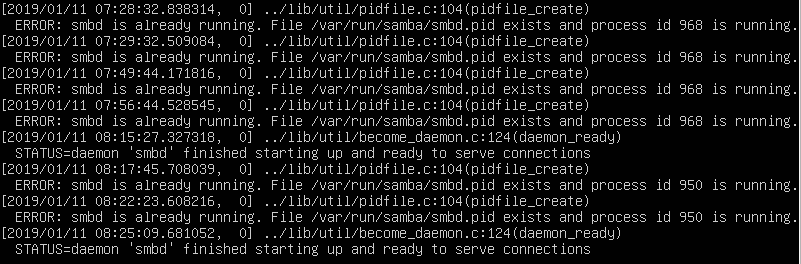 [2019/01/11 07:28:32.838314,  0] ../lib/util/pidfile.c:104(pidfile_create)
  ERROR: smbd is already running. File /var/run/samba/smbd.pid exists and process id 968 is running.
[2019/01/11 07:29:32.509084,  0] ../lib/util/pidfile.c:104(pidfile_create)
  ERROR: smbd is already running. File /var/run/samba/smbd.pid exists and process id 968 is running.
[2019/01/11 07:49:44.171816,  0] ../lib/util/pidfile.c:104(pidfile_create)
  ERROR: smbd is already running. File /var/run/samba/smbd.pid exists and process id 968 is running.
[2019/01/11 07:56:44.528545,  0] ../lib/util/pidfile.c:104(pidfile_create)
  ERROR: smbd is already running. File /var/run/samba/smbd.pid exists and process id 968 is running.
[2019/01/11 08:15:27.327318,  0] ../lib/util/become_daemon.c:124(daemon_ready)
  STATUS=daemon 'smbd' finished starting up and ready to serve connections
[2019/01/11 08:17:45.708039,  0] ../lib/util/pidfile.c:104(pidfile_create)
  ERROR: smbd is already running. File /var/run/samba/smbd.pid exists and process id 950 is running.
[2019/01/11 08:22:23.608216,  0] ../lib/util/pidfile.c:104(pidfile_create)
  ERROR: smbd is already running. File /var/run/samba/smbd.pid exists and process id 950 is running.
[2019/01/11 08:25:09.681052,  0] ../lib/util/become_daemon.c:124(daemon_ready)
  STATUS=daemon 'smbd' finished starting up and ready to serve connections